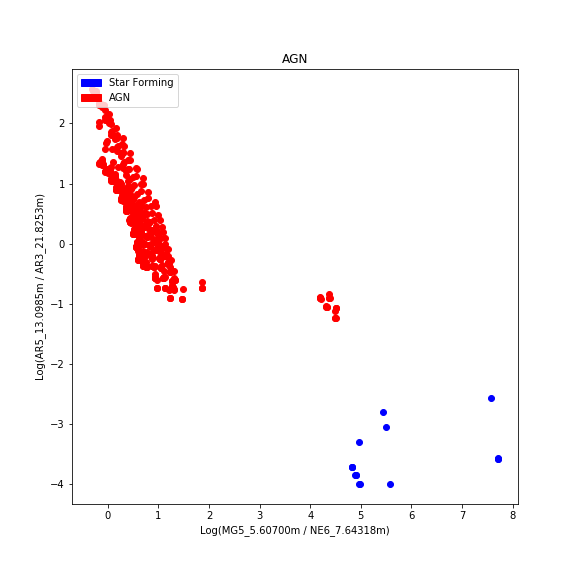 AGN
Star Forming
AGN
Log(AR5_13.0985m / AR3_21.8253m)
2
1
0
−1
−2
−3
−4
0 1 2 3 4 5 6 7 8
Log(MG5_5.60700m / NE6_7.64318m)